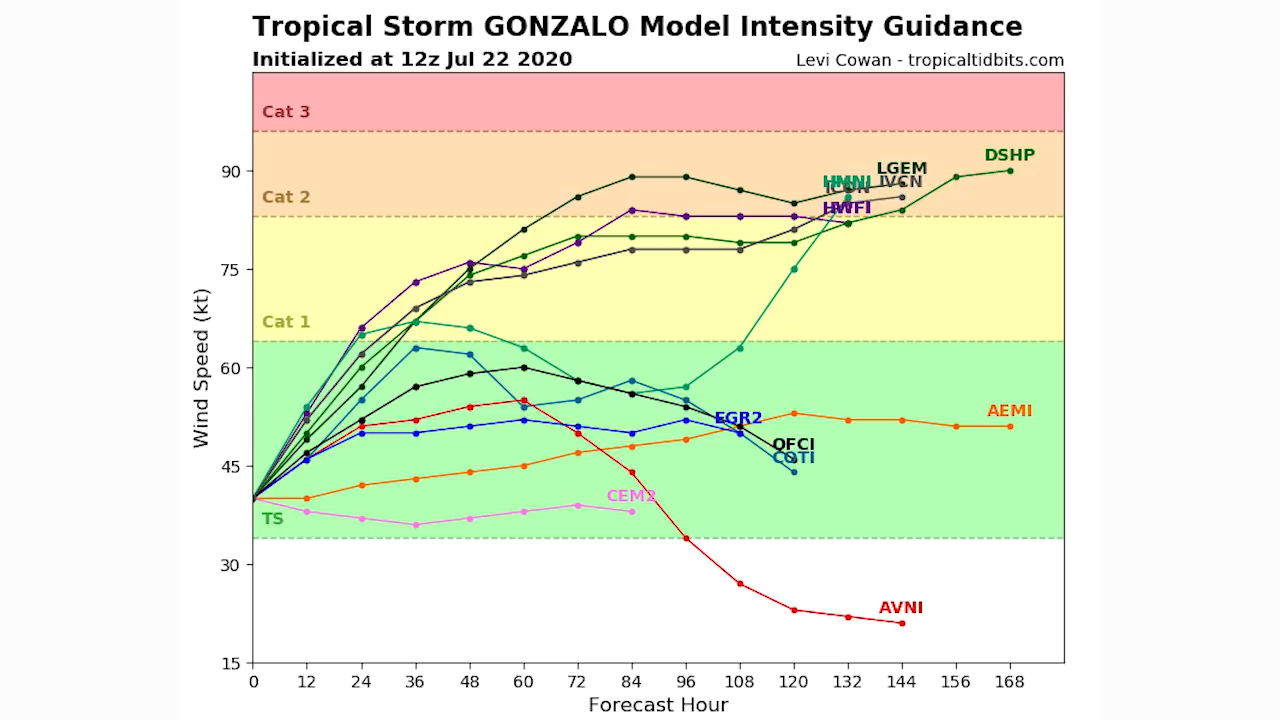 Tropical Storm GONZALO Model Intensity Guidance
Initialized at 12z Jul 22 2020 Levi Cowan - tropicaltidbits.com
Cat 3
DSHP
LGEM
90
HMNI ICON IVCN
Cat 2
HWFI
75
Wind Speed (kt)
Cat 1
60
AEMI
EGR2
OFCI
COTI
45
CEM2
TS
30
AVNI
15
0 12 24 36 48 60 72 84 96 108 120 132 144 156 168
Forecast Hour